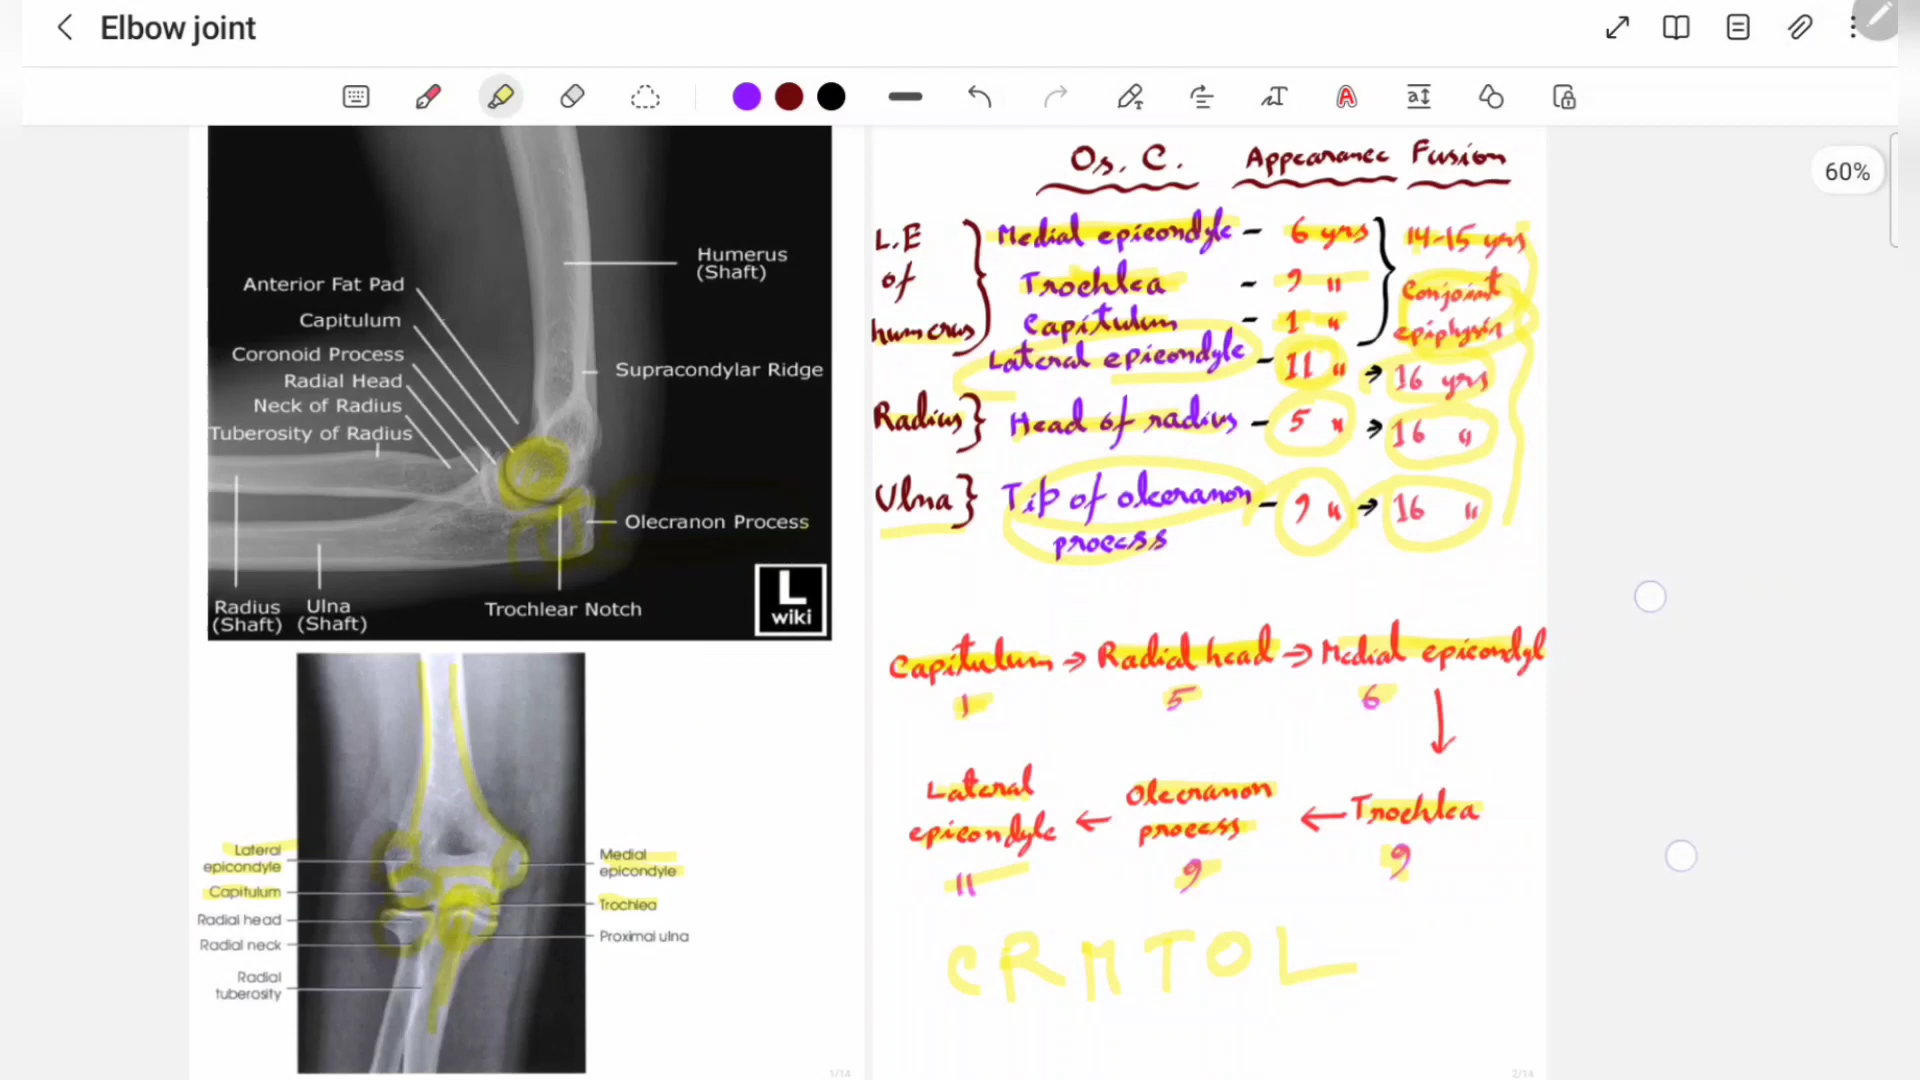 Elbow joint
60%
Humerus
(Shaft)
Anterior Fat Pad
Capitulum
Coronoid Process
Radial Head
Neck of Radius
Tuberosity of Radius
Supracondylar Ridge
Olecranon Process
Radius
(Shaft)
Ulna
(Shaft)
Trochlear Notch
L
wiki
Lateral
epicondyle
Capitulum
Radial head
Radial neck
Radial
tuberosity
Medial
epicondyle
Trochlea
Proximal ulna
1/14
Os. C. Appearance Fusion
L.E of humerus } Medial epicondyle - 6 yrs } 14-15 yrs
Trochlea - 9 " Conjoint
Capitulum - 1 " epiphysis
Lateral epicondyle - 11 " → 16 yrs
Radius } Head of radius - 5 " → 16 "
Ulna } Tip of olceranon - 9 " → 16 "
process
Capitulum → Radial head → Medial epicondyl
1 5 6
↓
Lateral epicondyle ← Olecranon process ← Trochlea
11 9 9
CRMTOL
2/14